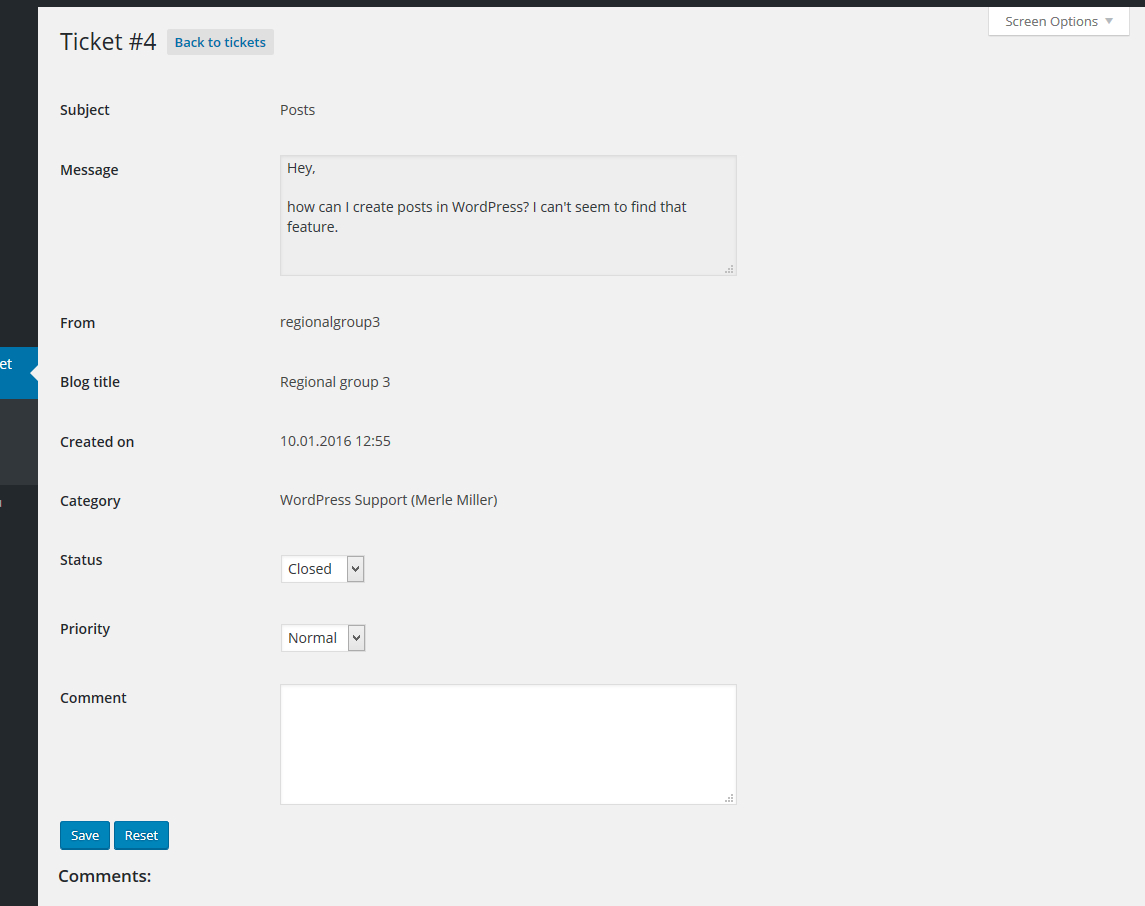 Screen Options
Ticket #4 Back to tickets
Subject Posts
Message Hey,
how can I create posts in WordPress? I can't seem to find that
feature.
From regionalgroup3
Blog title Regional group 3
Created on 10.01.2016 12:55
Category WordPress Support (Merle Miller)
et
Status Closed
Priority Normal
Comment
Save Reset
Comments: